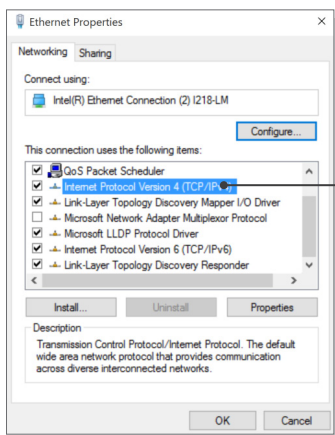 Ethernet Properties
Networking
Sharing
Connect using:
Intel(R) Ethernet Connection (2) I218-LM
Configure...
This connection uses the following items:
QoS Packet Scheduler
Internet Protocol Version 4 (TCP/IPv4)
Link-Layer Topology Discovery Mapper I/O Driver
Microsoft Network Adapter Multiplexor Protocol
Microsoft LLDP Protocol Driver
Internet Protocol Version 6 (TCP/IPv6)
Link-Layer Topology Discovery Responder
Install...
Uninstall
Properties
Description
Transmission Control Protocol/Internet Protocol. The default
wide area network protocol that provides communication
across diverse interconnected networks.
OK
Cancel